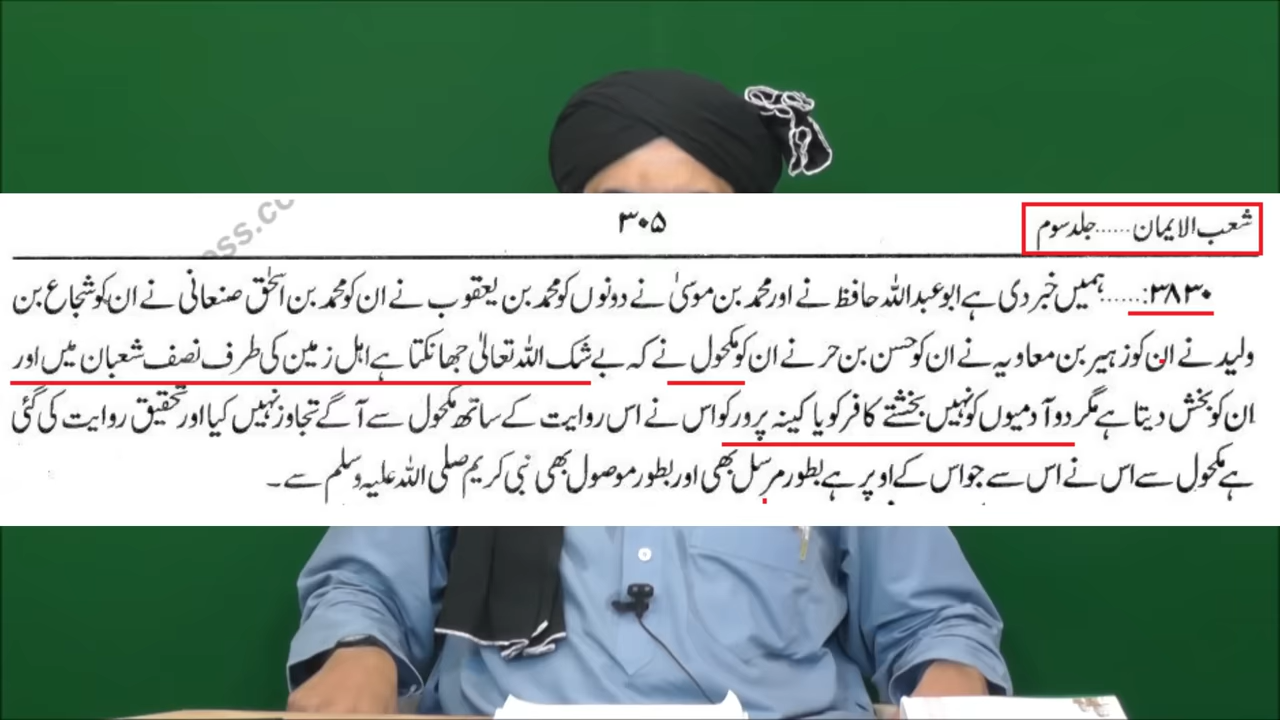 شعب الایمان……جلد سوم
۳۰۵
ess.co
۳۸۳۰:……ہمیں خبر دی ہے ابو عبداللہ حافظ نے اور محمد بن موسیٰ نے دونوں کو محمد بن یعقوب نے ان کو محمد بن اسحٰق صنعانی نے ان کو شجاع بن
ولید نے ان کو زہیر بن معاویہ نے ان کو حسن بن حر نے ان کو مکحول نے کہ بے شک اللہ تعالیٰ جھانکتا ہے اھل زمین کی طرف نصف شعبان میں اور
ان کو بخش دیتا ہے مگر دو آدمیوں کو نہیں بخشتے کافر کو یا کینہ پرور کو اس نے اس روایت کے ساتھ مکحول سے آگے تجاوز نہیں کیا اور تحقیق روایت کی گئی
ہے مکحول سے اس نے اس سے جو اس کے اوپر ہے بطور مرسل بھی اور بطور موصول بھی نبی کریم صلی اللہ علیہ وسلم سے۔